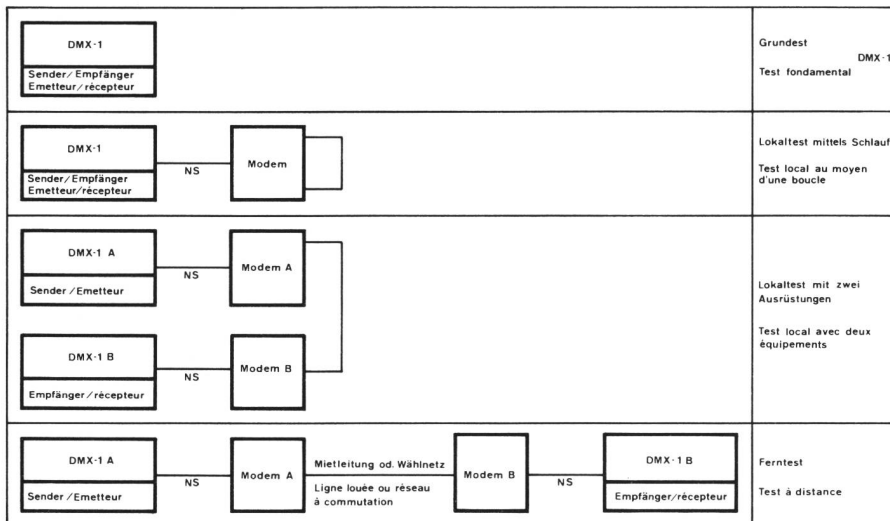 DMX-1
Sender/Empfänger
Emetteur/récepteur
Grundest
DMX-1
Test fondamental
DMX-1
Sender/Empfänger
Emetteur/récepteur
NS
Modem
Lokaltest mittels Schlauf
Test local au moyen
d'une boucle
DMX-1 A
Sender/Emetteur
NS
Modem A
DMX-1 B
Empfänger/récepteur
NS
Modem B
Lokaltest mit zwei
Ausrüstungen
Test local avec deux
équipements
DMX-1 A
Sender/Emetteur
NS
Modem A
Mietleitung od. Wählnetz
Ligne louée ou réseau
à commutation
Modem B
NS
DMX-1 B
Empfänger/récepteur
Ferntest
Test à distance